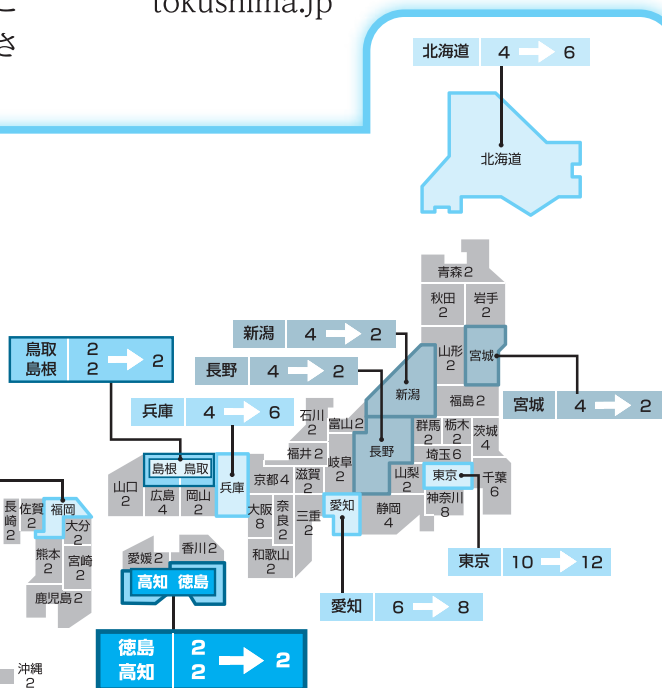 こ
tokushima.jp
さ
北海道 4 6
北海道
青森2
秋田
2
岩手
2
新潟 4 2
山形
2
宮城
鳥取 2
島根 2
2
長野 4 2
新潟
福島2
宮城 4 2
兵庫 4 6
石川
2
富山2
群馬
2
栃木
2
茨城
4
長野
埼玉6
福井2
岐阜
2
島根 鳥取
兵庫
京都4
滋賀
2
山梨
2
東京
千葉
6
山口
2
広島
4
岡山
2
愛知
静岡
4
神奈川
8
長崎
2
佐賀
2
福岡
大分
2
大阪
8
奈良
2
三重
2
熊本
2
宮崎
2
愛媛2
香川2
和歌山
2
東京 10 12
高知 徳島
鹿児島2
愛知 6 8
徳島 2
高知 2
2
沖縄
2